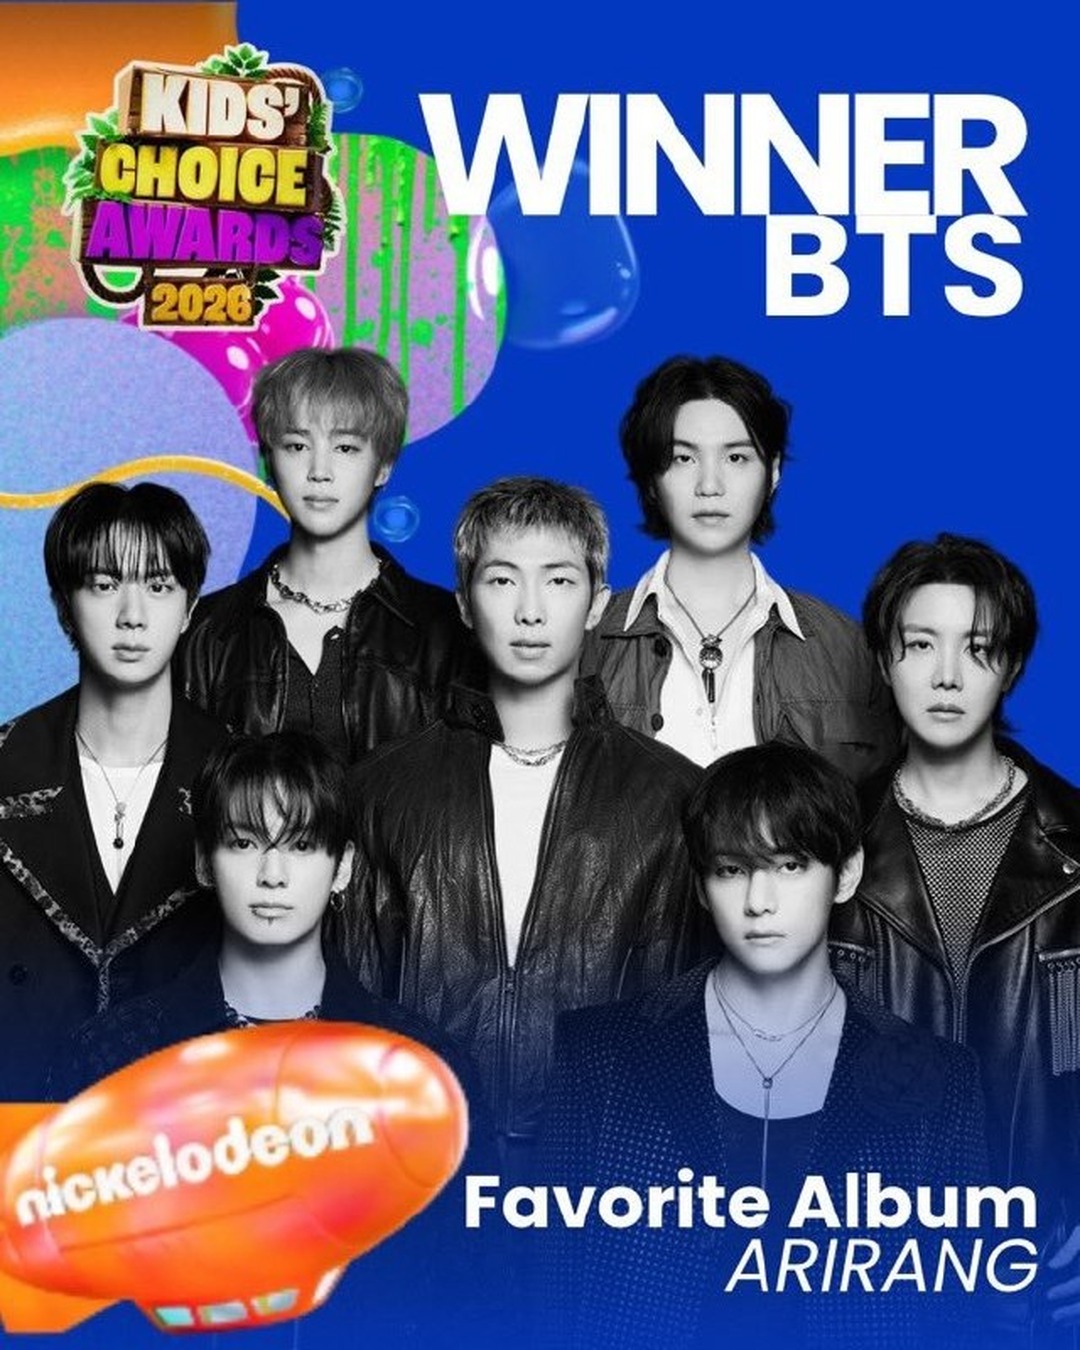 KIDS'
CHOICE
AWARDS
2026
WINNER
BTS
nickelodeon
Favorite Album
ARIRANG